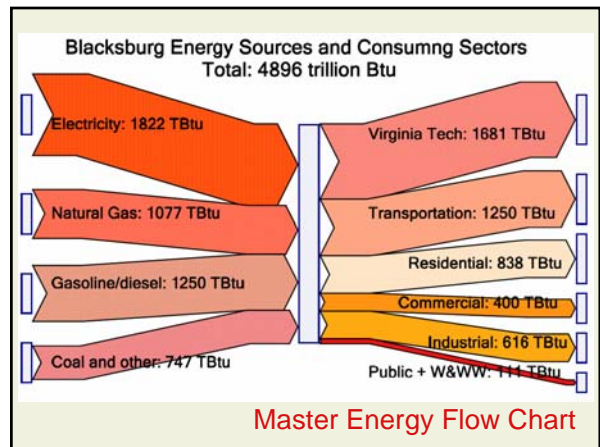 Blacksburg Energy Sources and Consumng Sectors
Total: 4896 trillion Btu
Electricity: 1822 TBtu
Natural Gas: 1077 TBtu
Gasoline/diesel: 1250 TBtu
Coal and other: 747 TBtu
Virginia Tech: 1681 TBtu
Transportation: 1250 TBtu
Residential: 838 TBtu
Commercial: 400 TBtu
Industrial: 616 TBtu
Public + W&WW: 111 TBtu
Master Energy Flow Chart